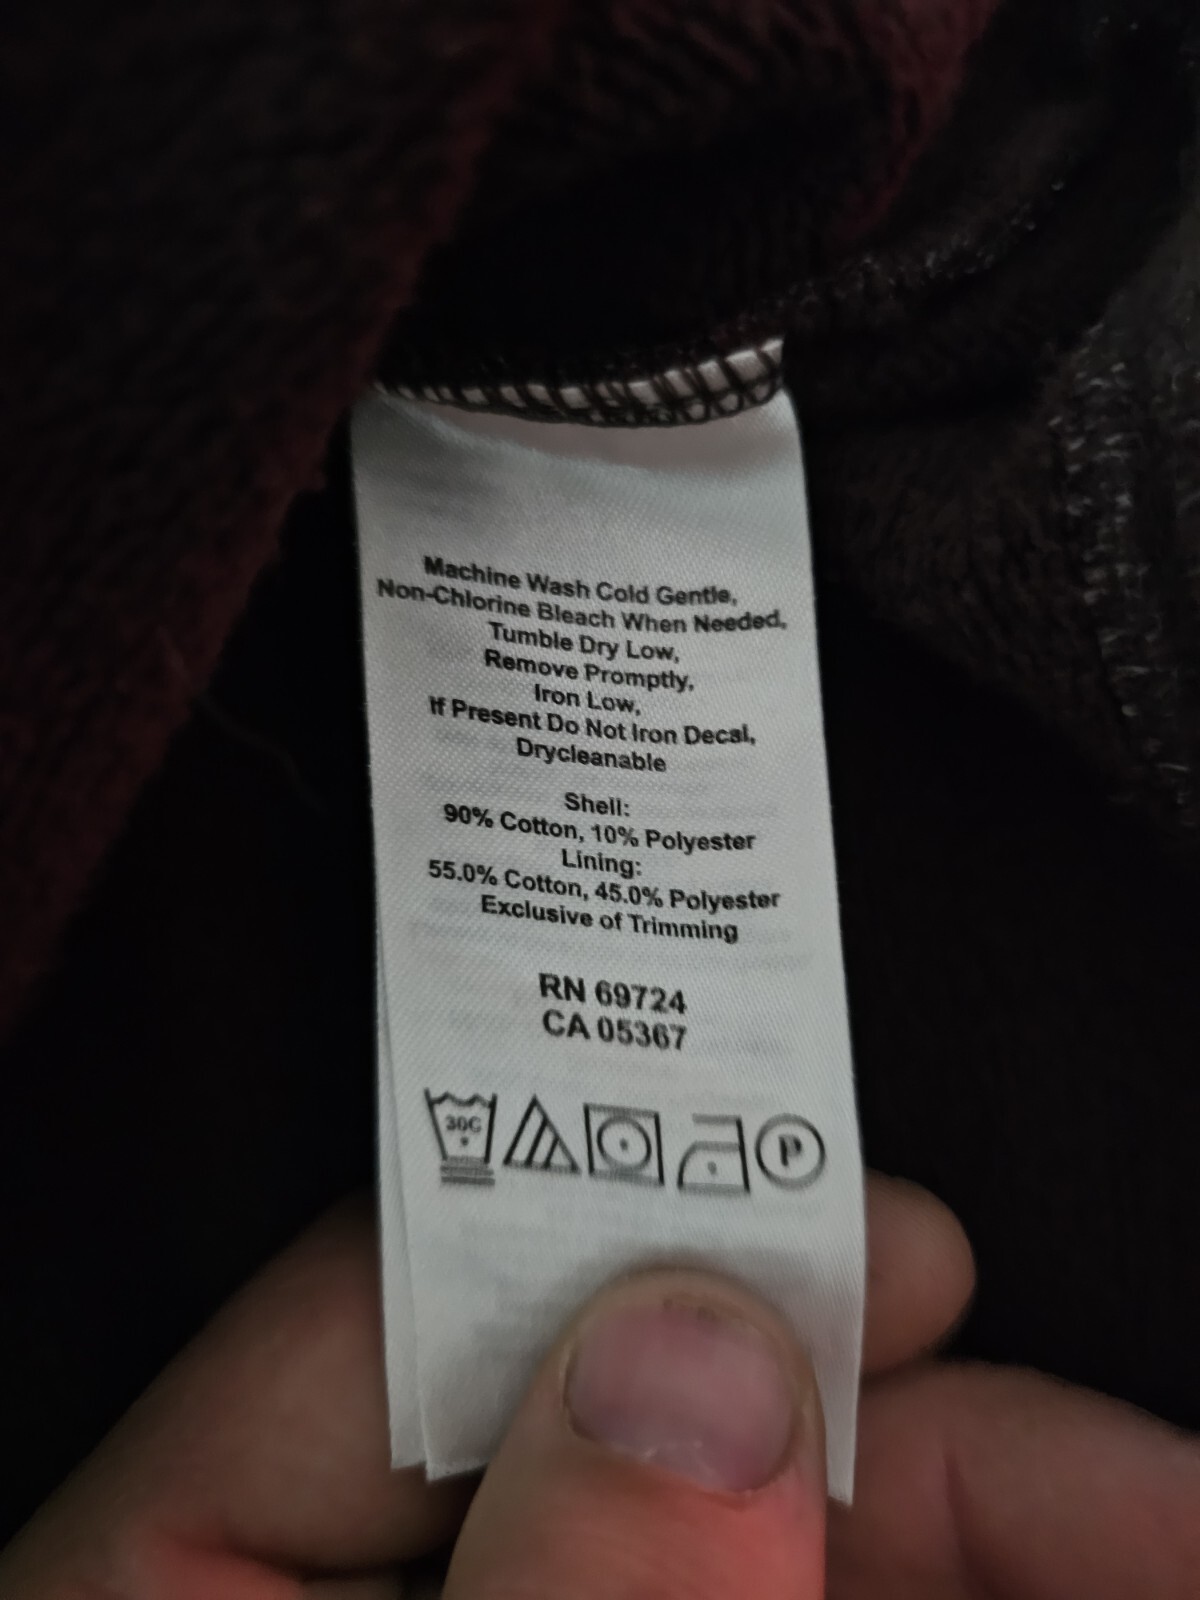 Machine Wash Cold Gentle,
Non-Chlorine Bleach When Needed,
Tumble Dry Low,
Remove Promptly,
Iron Low,
If Present Do Not Iron Decal,
Drycleanable
Shell:
90% Cotton, 10% Polyester
Lining:
55.0% Cotton, 45.0% Polyester
Exclusive of Trimming
RN 69724
CA 05367
30C P